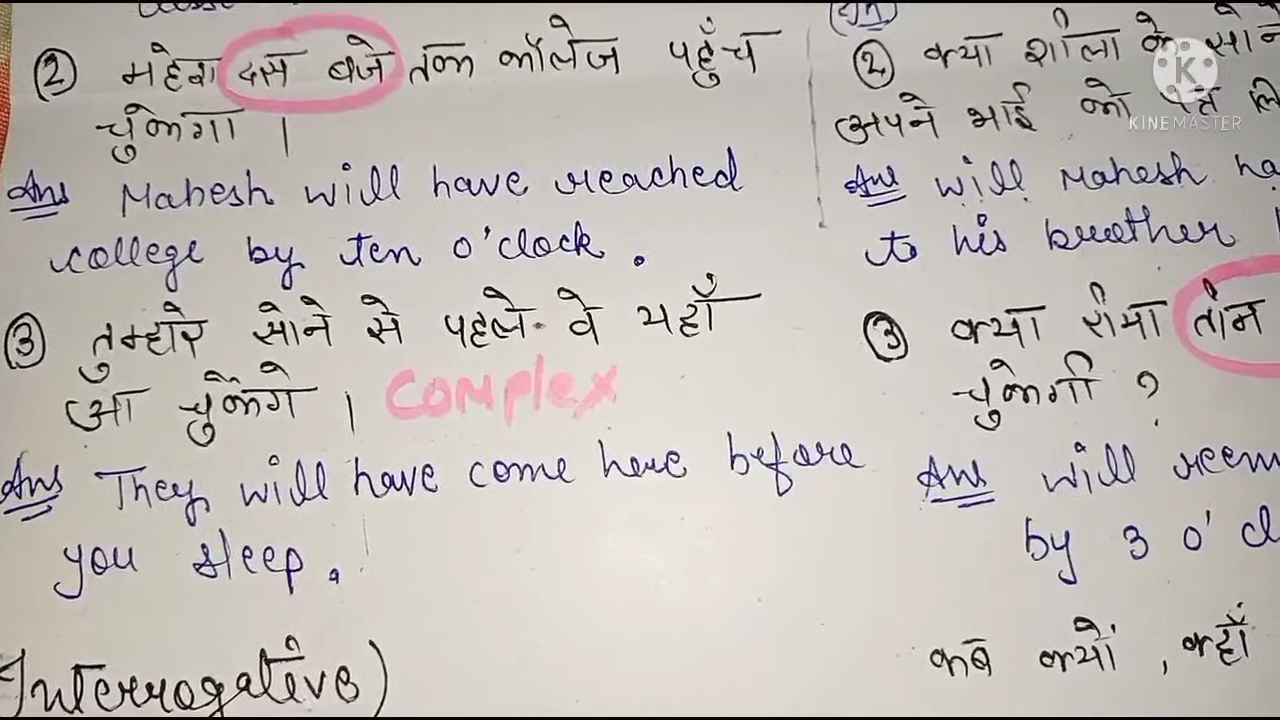 ② महेश दस बजे तक कॉलेज पहुँच
चुकेगा ।
Ans Mahesh will have reached
college by ten o'clock .
③ तुम्हारे सोने से पहले वे यहाँ
आ चुकेंगे । Complex
Ans They will have come here before
you sleep.
Interrogative)
② क्या शीला के सोने
अपने भाई को
Ans will Mahesh ha
to his brother
③ क्या सीमा तीन
चुकेगी ?
Ans will
by 3 o' cl
कब क्यों , कहाँ
KINEMASTER